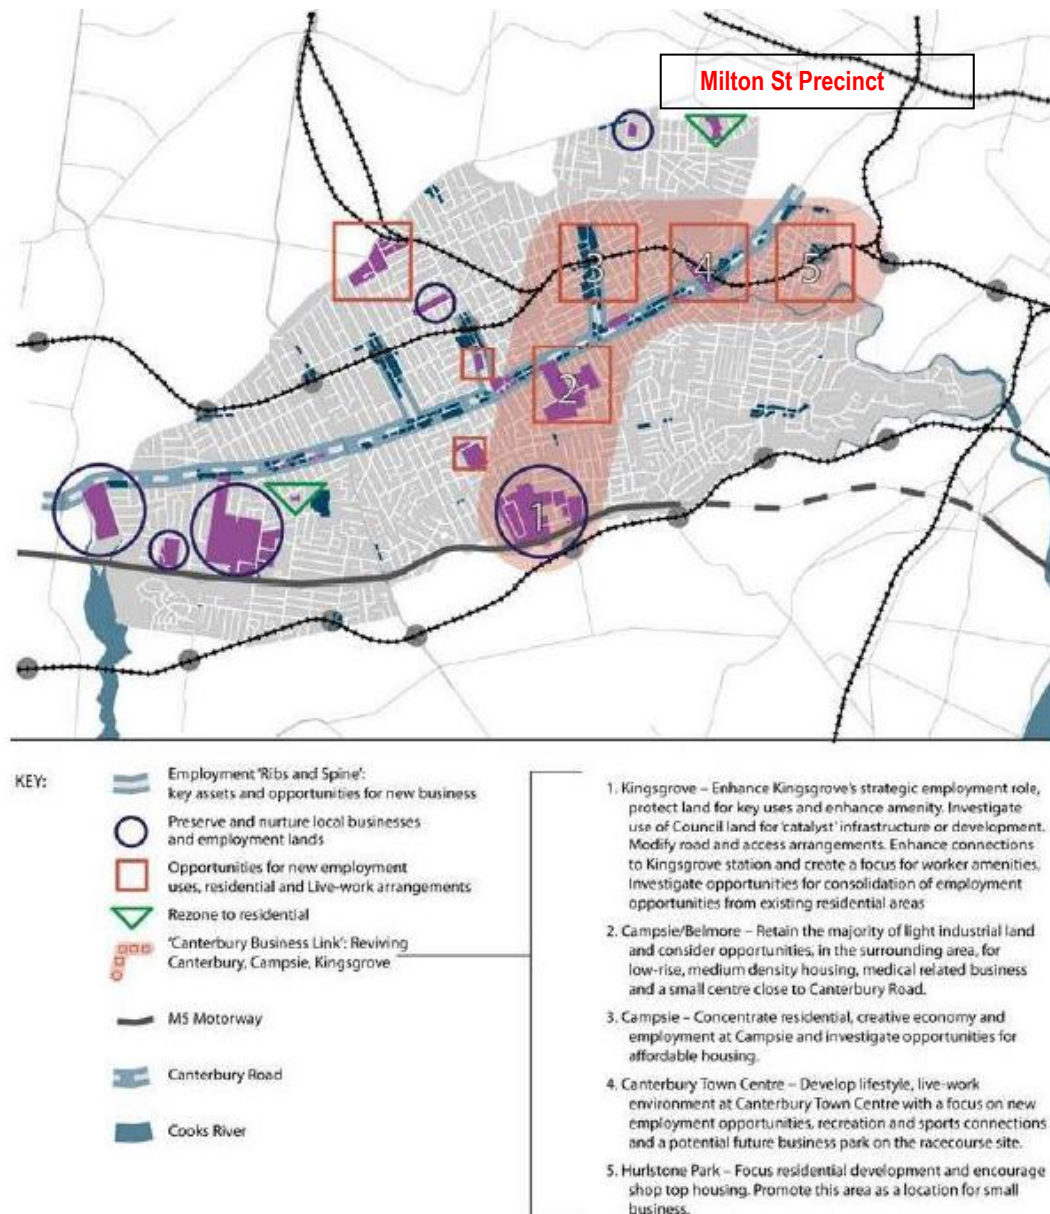 Milton St Precinct
3
4
5
2
1
KEY:
Employment 'Ribs and Spine':
key assets and opportunities for new business
Preserve and nurture local businesses
and employment lands
Opportunities for new employment
uses, residential and Live-work arrangements
Rezone to residential
'Canterbury Business Link': Reviving
Canterbury, Campsie, Kingsgrove
M5 Motorway
Canterbury Road
Cooks River
1. Kingsgrove – Enhance Kingsgrove's strategic employment role,
protect land for key uses and enhance amenity. Investigate
use of Council land for 'catalyst' infrastructure or development.
Modify road and access arrangements. Enhance connections
to Kingsgrove station and create a focus for worker amenities.
Investigate opportunities for consolidation of employment
opportunities from existing residential areas
2. Campsie/Belmore – Retain the majority of light industrial land
and consider opportunities, in the surrounding area, for
low-rise, medium density housing, medical related business
and a small centre close to Canterbury Road.
3. Campsie – Concentrate residential, creative economy and
employment at Campsie and investigate opportunities for
affordable housing.
4. Canterbury Town Centre – Develop lifestyle, live-work
environment at Canterbury Town Centre with a focus on new
employment opportunities, recreation and sports connections
and a potential future business park on the racecourse site.
5. Hurlstone Park – Focus residential development and encourage
shop top housing. Promote this area as a location for small
business.